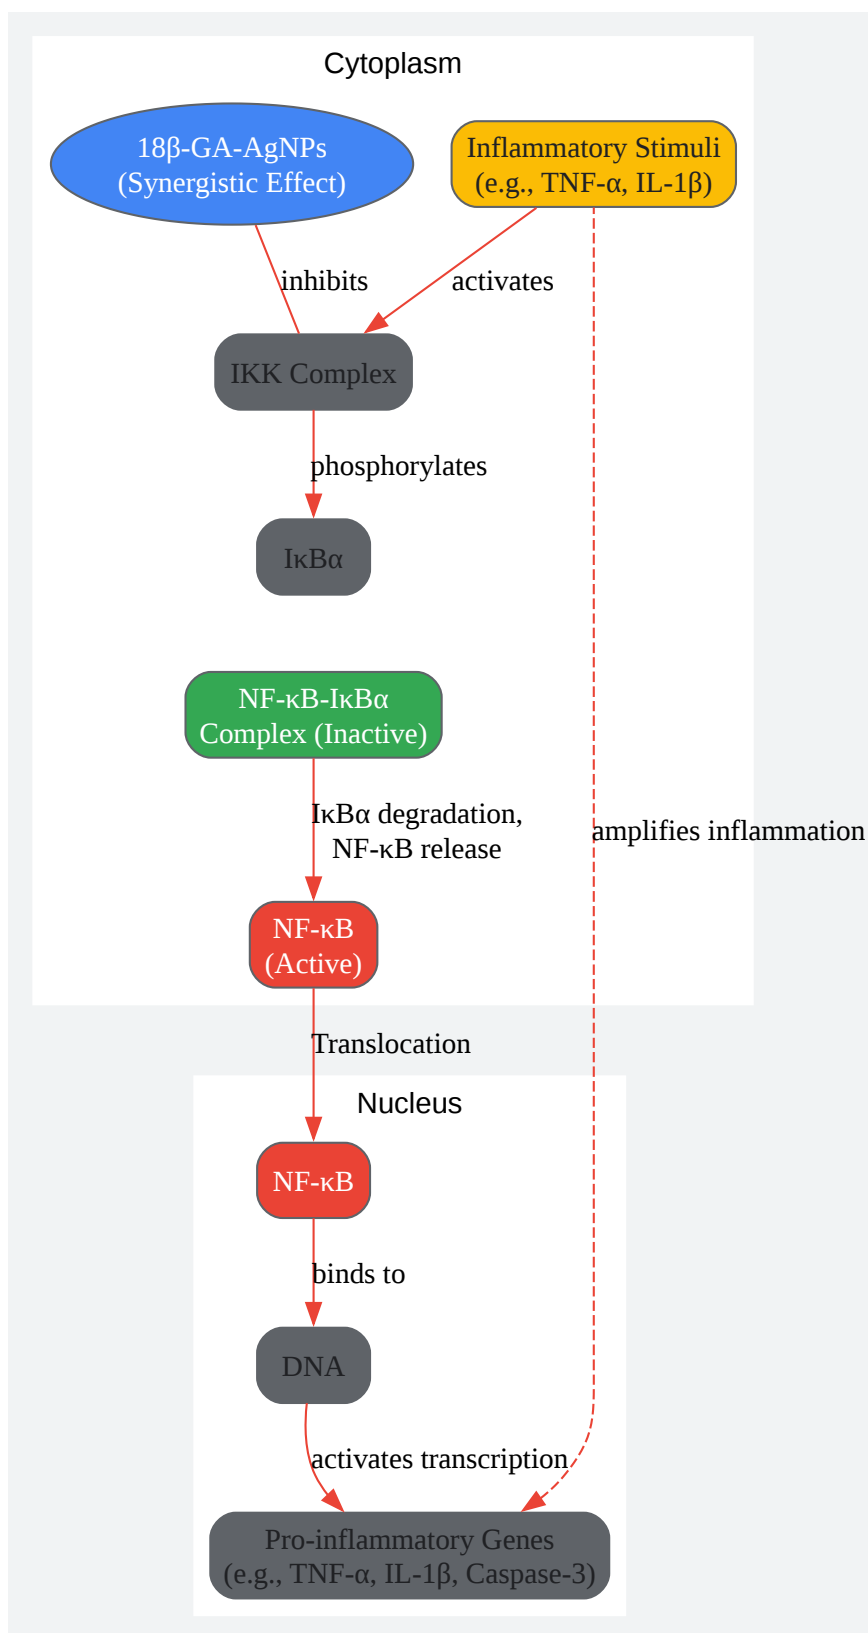 Cytoplasm
18β-GA-AgNPs
(Synergistic Effect)
Inflammatory Stimuli
(e.g., TNF-α, IL-1β)
inhibits
activates
IKK Complex
phosphorylates
IκBα
NF-κB-IκBα
Complex (Inactive)
IκBα degradation,
NF-κB release
amplifies inflammation
NF-κB
(Active)
Translocation
Nucleus
NF-κB
binds to
DNA
activates transcription
Pro-inflammatory Genes
(e.g., TNF-α, IL-1β, Caspase-3)